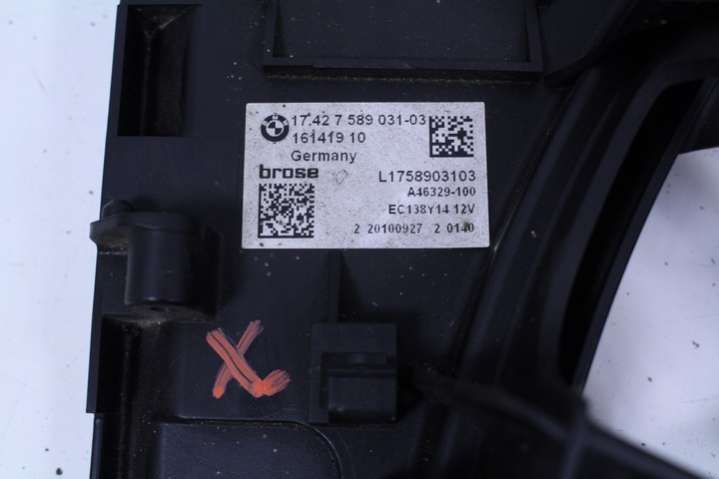 17.42 7 589 031-03
161419 10
Germany
brose
L1758903103
A46329-100
EC138Y14 12V
2 20100927 2 0140
X